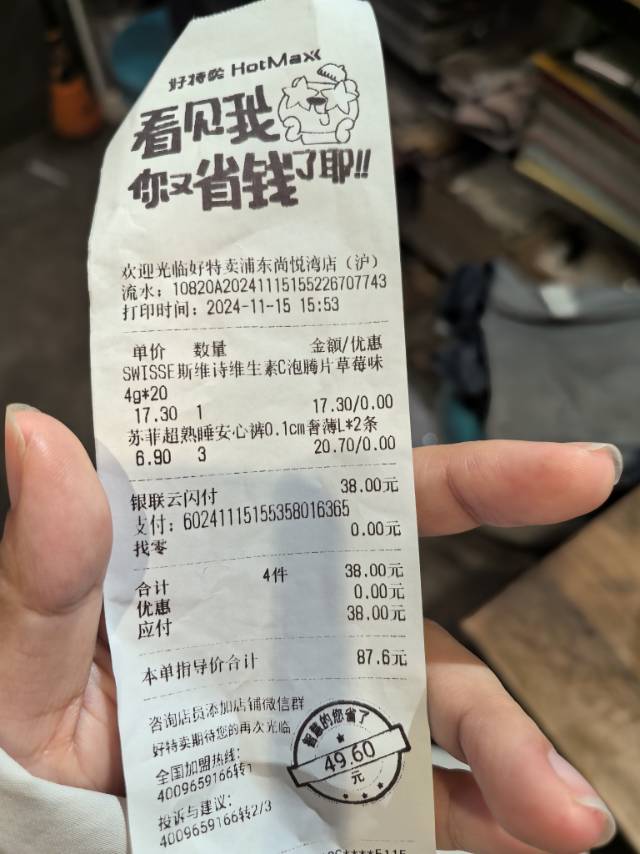 好特卖 HotMaxx
看见我
你又省钱了耶!!
欢迎光临好特卖浦东尚悦湾店（沪）
流水：10820A20241115155226707743
打印时间：2024-11-15 15:53
单价 数量 金额/优惠
SWISSE斯维诗维生素C泡腾片草莓味
4g*20
17.30 1 17.30/0.00
苏菲超熟睡安心裤0.1cm奢薄L*2条
6.90 3 20.70/0.00
银联云闪付 38.00元
支付：60241115155358016365
找零 0.00元
合计 4件 38.00元
优惠 0.00元
应付 38.00元
本单指导价合计 87.6元
咨询店员添加店铺微信群
好特卖期待您的再次光临
全国加盟热线：
4009659166转1
投诉与建议：
4009659166转2/3
的您省了
49.60
元